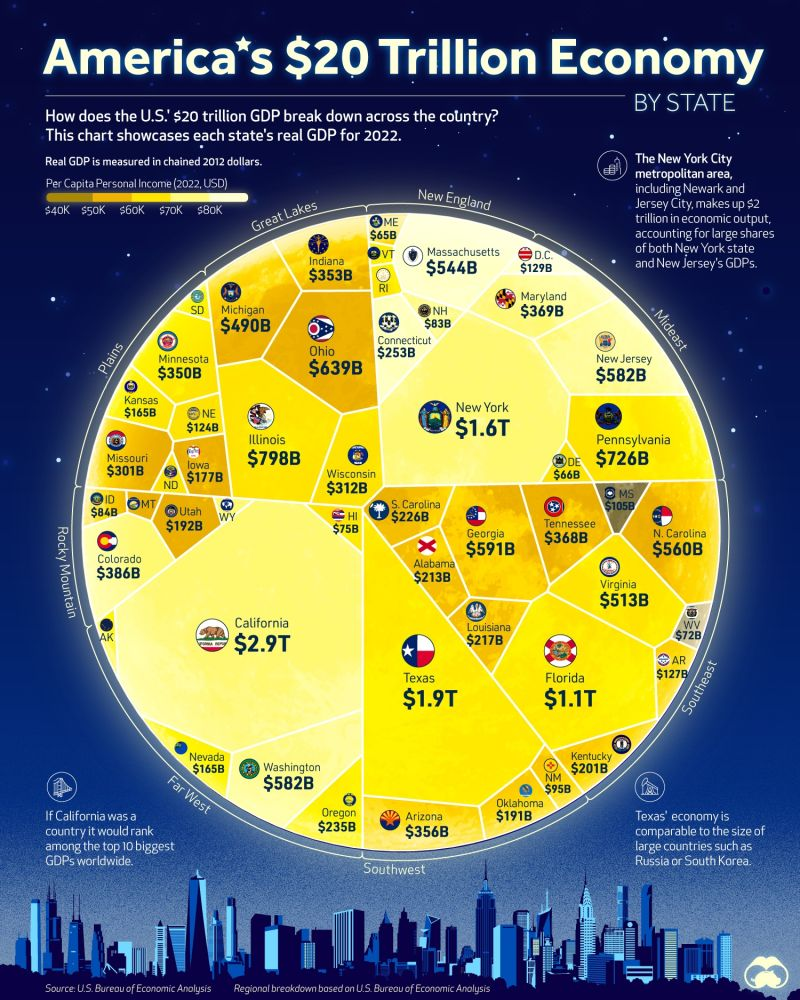 America's $20 Trillion Economy
BY STATE
How does the U.S.' $20 trillion GDP break down across the country?
This chart showcases each state's real GDP for 2022.
Real GDP is measured in chained 2012 dollars.
Per Capita Personal Income (2022, USD)
$40K $50K $60K $70K $80K
The New York City
metropolitan area,
including Newark and
Jersey City, makes up $2
trillion in economic output,
accounting for large shares
of both New York state
and New Jersey's GDPs.
Great Lakes
New England
Mideast
Plains
Rocky Mountain
Far West
Southwest
Southeast
Indiana
$353B
Michigan
$490B
Ohio
$639B
Illinois
$798B
Wisconsin
$312B
ME
$65B
VT
RI
Massachusetts
$544B
NH
$83B
Connecticut
$253B
D.C.
$129B
Maryland
$369B
New Jersey
$582B
New York
$1.6T
Pennsylvania
$726B
DE
$66B
SD
Minnesota
$350B
Kansas
$165B
NE
$124B
Missouri
$301B
ND
Iowa
$177B
ID
$84B
MT
Utah
$192B
WY
Colorado
$386B
HI
$75B
AK
California
$2.9T
Nevada
$165B
Washington
$582B
Oregon
$235B
Texas
$1.9T
Arizona
$356B
Oklahoma
$191B
NM
$95B
S. Carolina
$226B
Georgia
$591B
Tennessee
$368B
MS
$105B
N. Carolina
$560B
Alabama
$213B
Louisiana
$217B
Virginia
$513B
WV
$72B
AR
$127B
Florida
$1.1T
Kentucky
$201B
If California was a
country it would rank
among the top 10 biggest
GDPs worldwide.
Texas' economy is
comparable to the size of
large countries such as
Russia or South Korea.
Source: U.S. Bureau of Economic Analysis
Regional breakdown based on U.S. Bureau of Economic Analysis